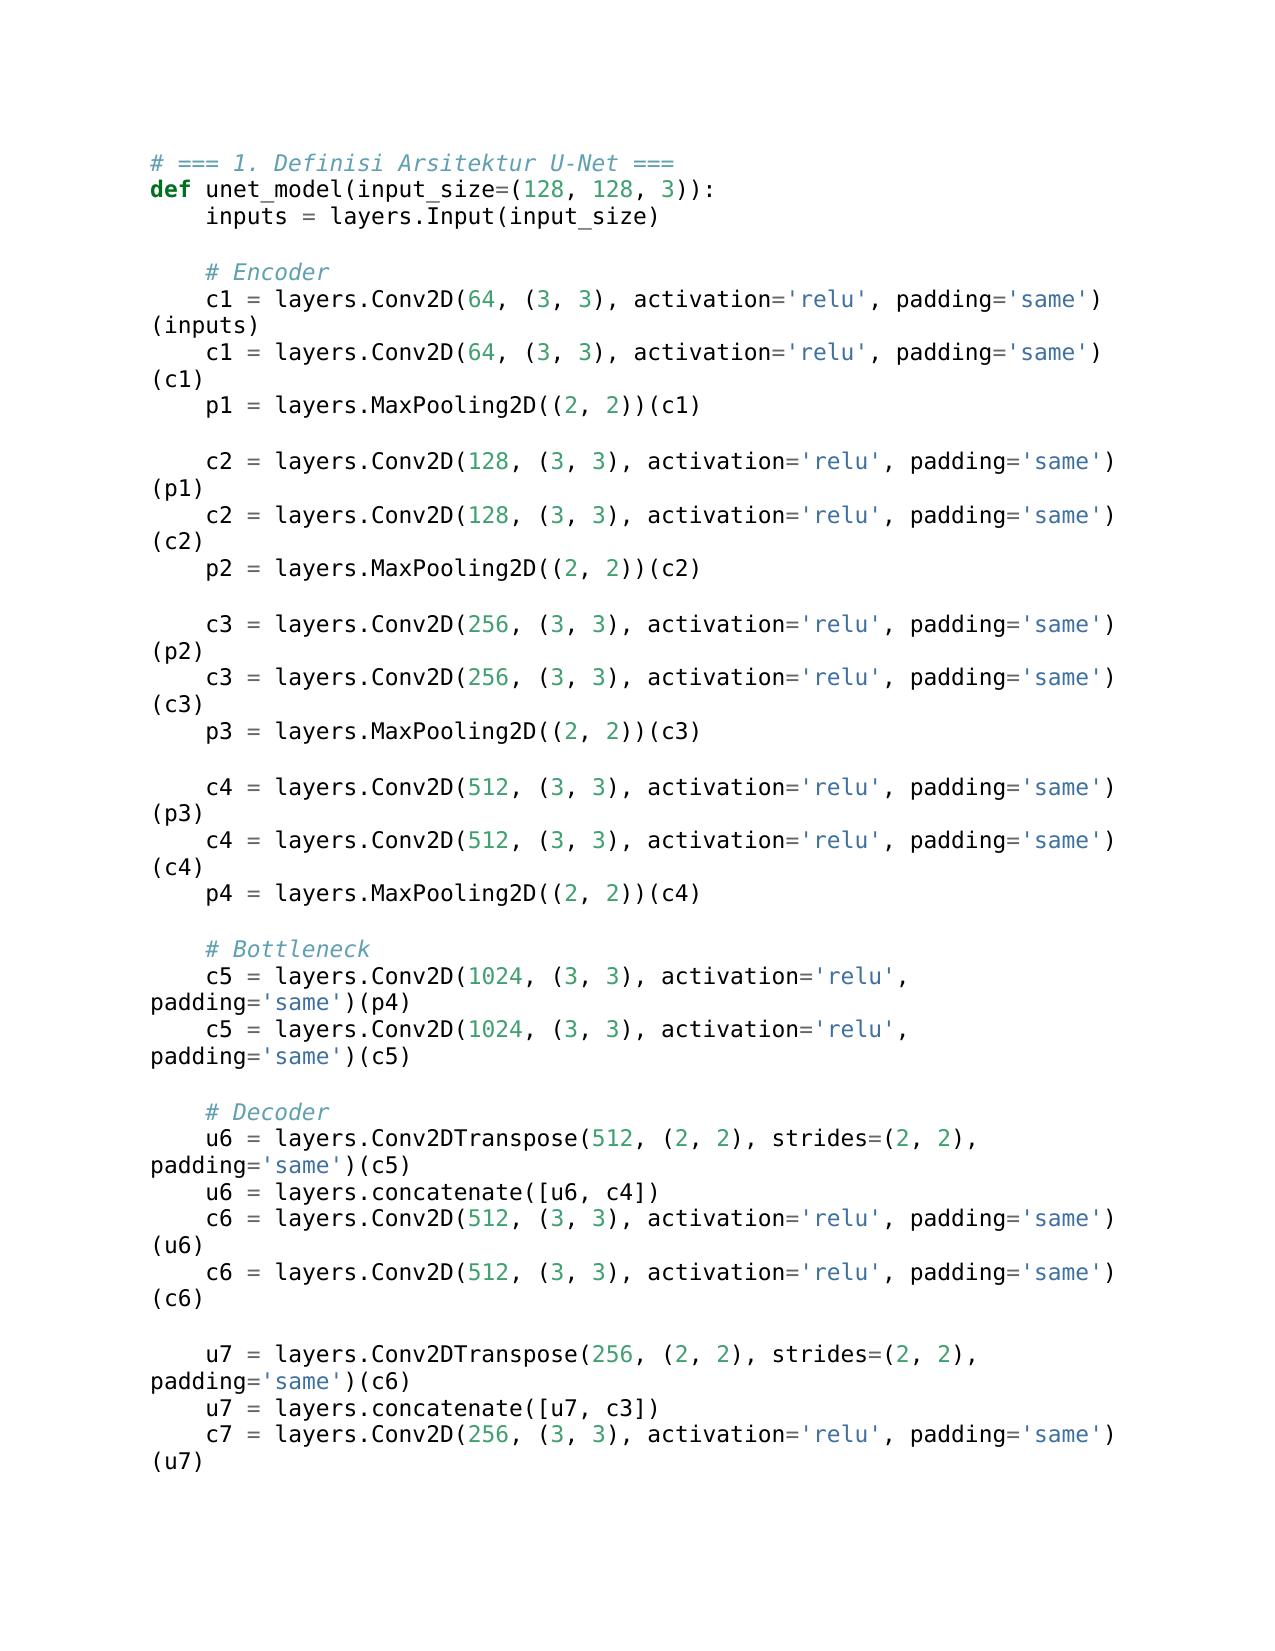 # === 1. Definisi Arsitektur U-Net ===
def unet_model(input_size=(128, 128, 3)):
    inputs = layers.Input(input_size)

    # Encoder
    c1 = layers.Conv2D(64, (3, 3), activation='relu', padding='same')
(inputs)
    c1 = layers.Conv2D(64, (3, 3), activation='relu', padding='same')
(c1)
    p1 = layers.MaxPooling2D((2, 2))(c1)

    c2 = layers.Conv2D(128, (3, 3), activation='relu', padding='same')
(p1)
    c2 = layers.Conv2D(128, (3, 3), activation='relu', padding='same')
(c2)
    p2 = layers.MaxPooling2D((2, 2))(c2)

    c3 = layers.Conv2D(256, (3, 3), activation='relu', padding='same')
(p2)
    c3 = layers.Conv2D(256, (3, 3), activation='relu', padding='same')
(c3)
    p3 = layers.MaxPooling2D((2, 2))(c3)

    c4 = layers.Conv2D(512, (3, 3), activation='relu', padding='same')
(p3)
    c4 = layers.Conv2D(512, (3, 3), activation='relu', padding='same')
(c4)
    p4 = layers.MaxPooling2D((2, 2))(c4)

    # Bottleneck
    c5 = layers.Conv2D(1024, (3, 3), activation='relu',
padding='same')(p4)
    c5 = layers.Conv2D(1024, (3, 3), activation='relu',
padding='same')(c5)

    # Decoder
    u6 = layers.Conv2DTranspose(512, (2, 2), strides=(2, 2),
padding='same')(c5)
    u6 = layers.concatenate([u6, c4])
    c6 = layers.Conv2D(512, (3, 3), activation='relu', padding='same')
(u6)
    c6 = layers.Conv2D(512, (3, 3), activation='relu', padding='same')
(c6)

    u7 = layers.Conv2DTranspose(256, (2, 2), strides=(2, 2),
padding='same')(c6)
    u7 = layers.concatenate([u7, c3])
    c7 = layers.Conv2D(256, (3, 3), activation='relu', padding='same')
(u7)